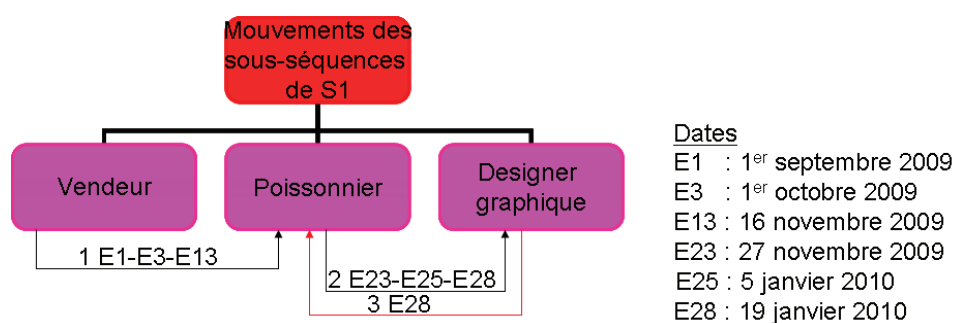 Mouvements des
sous-séquences
de S1
Vendeur
Poissonnier
Designer
graphique
1 E1-E3-E13
2 E23-E25-E28
3 E28
Dates
E1 : 1er septembre 2009
E3 : 1er octobre 2009
E13 : 16 novembre 2009
E23 : 27 novembre 2009
E25 : 5 janvier 2010
E28 : 19 janvier 2010